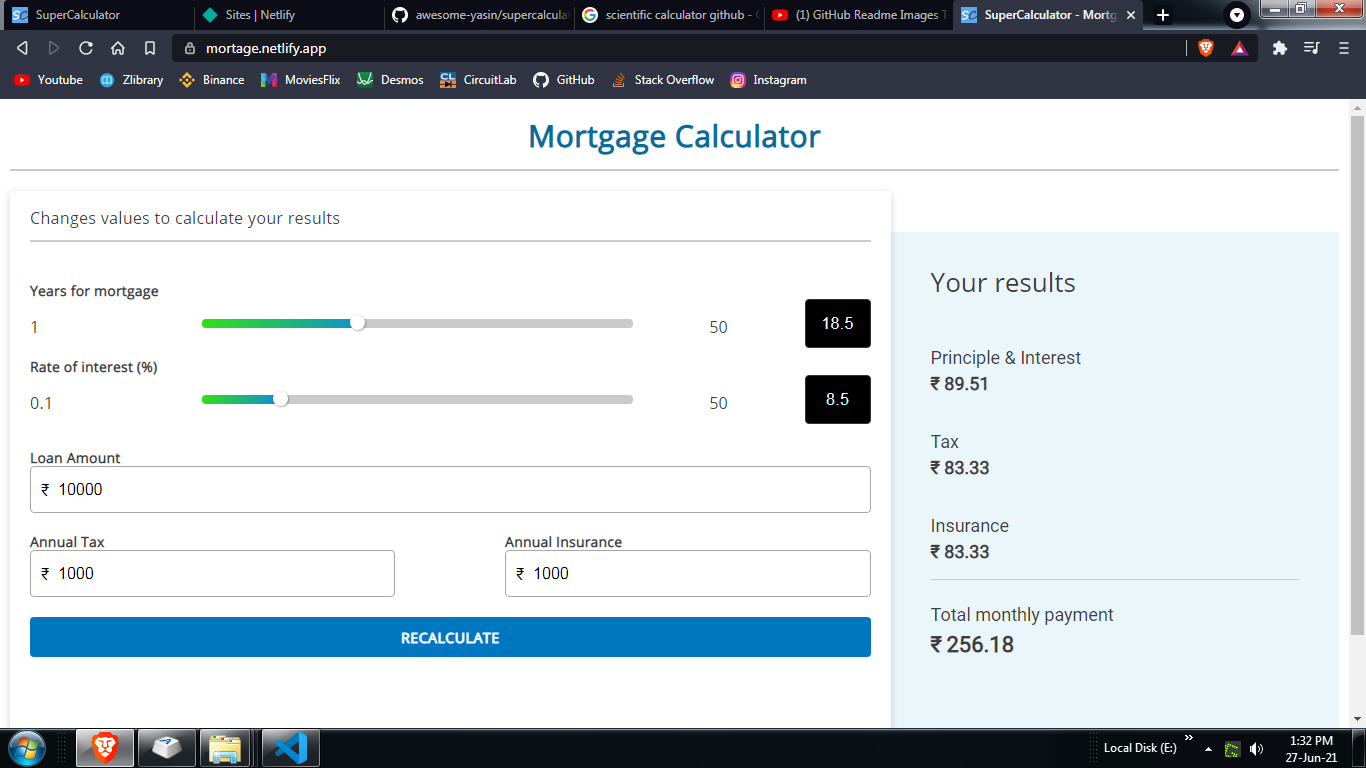 SuperCalculator
Sites | Netlify
awesome-yasin/supercalcula
scientific calculator github -
(1) GitHub Readme Images T
SuperCalculator - Mortg
mortage.netlify.app
Youtube
Zlibrary
Binance
MoviesFlix
Desmos
CircuitLab
GitHub
Stack Overflow
Instagram
Mortgage Calculator
Changes values to calculate your results
Years for mortgage
1
50
18.5
Rate of interest (%)
0.1
50
8.5
Loan Amount
₹ 10000
Annual Tax
₹ 1000
Annual Insurance
₹ 1000
RECALCULATE
Your results
Principle & Interest
₹ 89.51
Tax
₹ 83.33
Insurance
₹ 83.33
Total monthly payment
₹ 256.18
Local Disk (E:)
1:32 PM
27-Jun-21